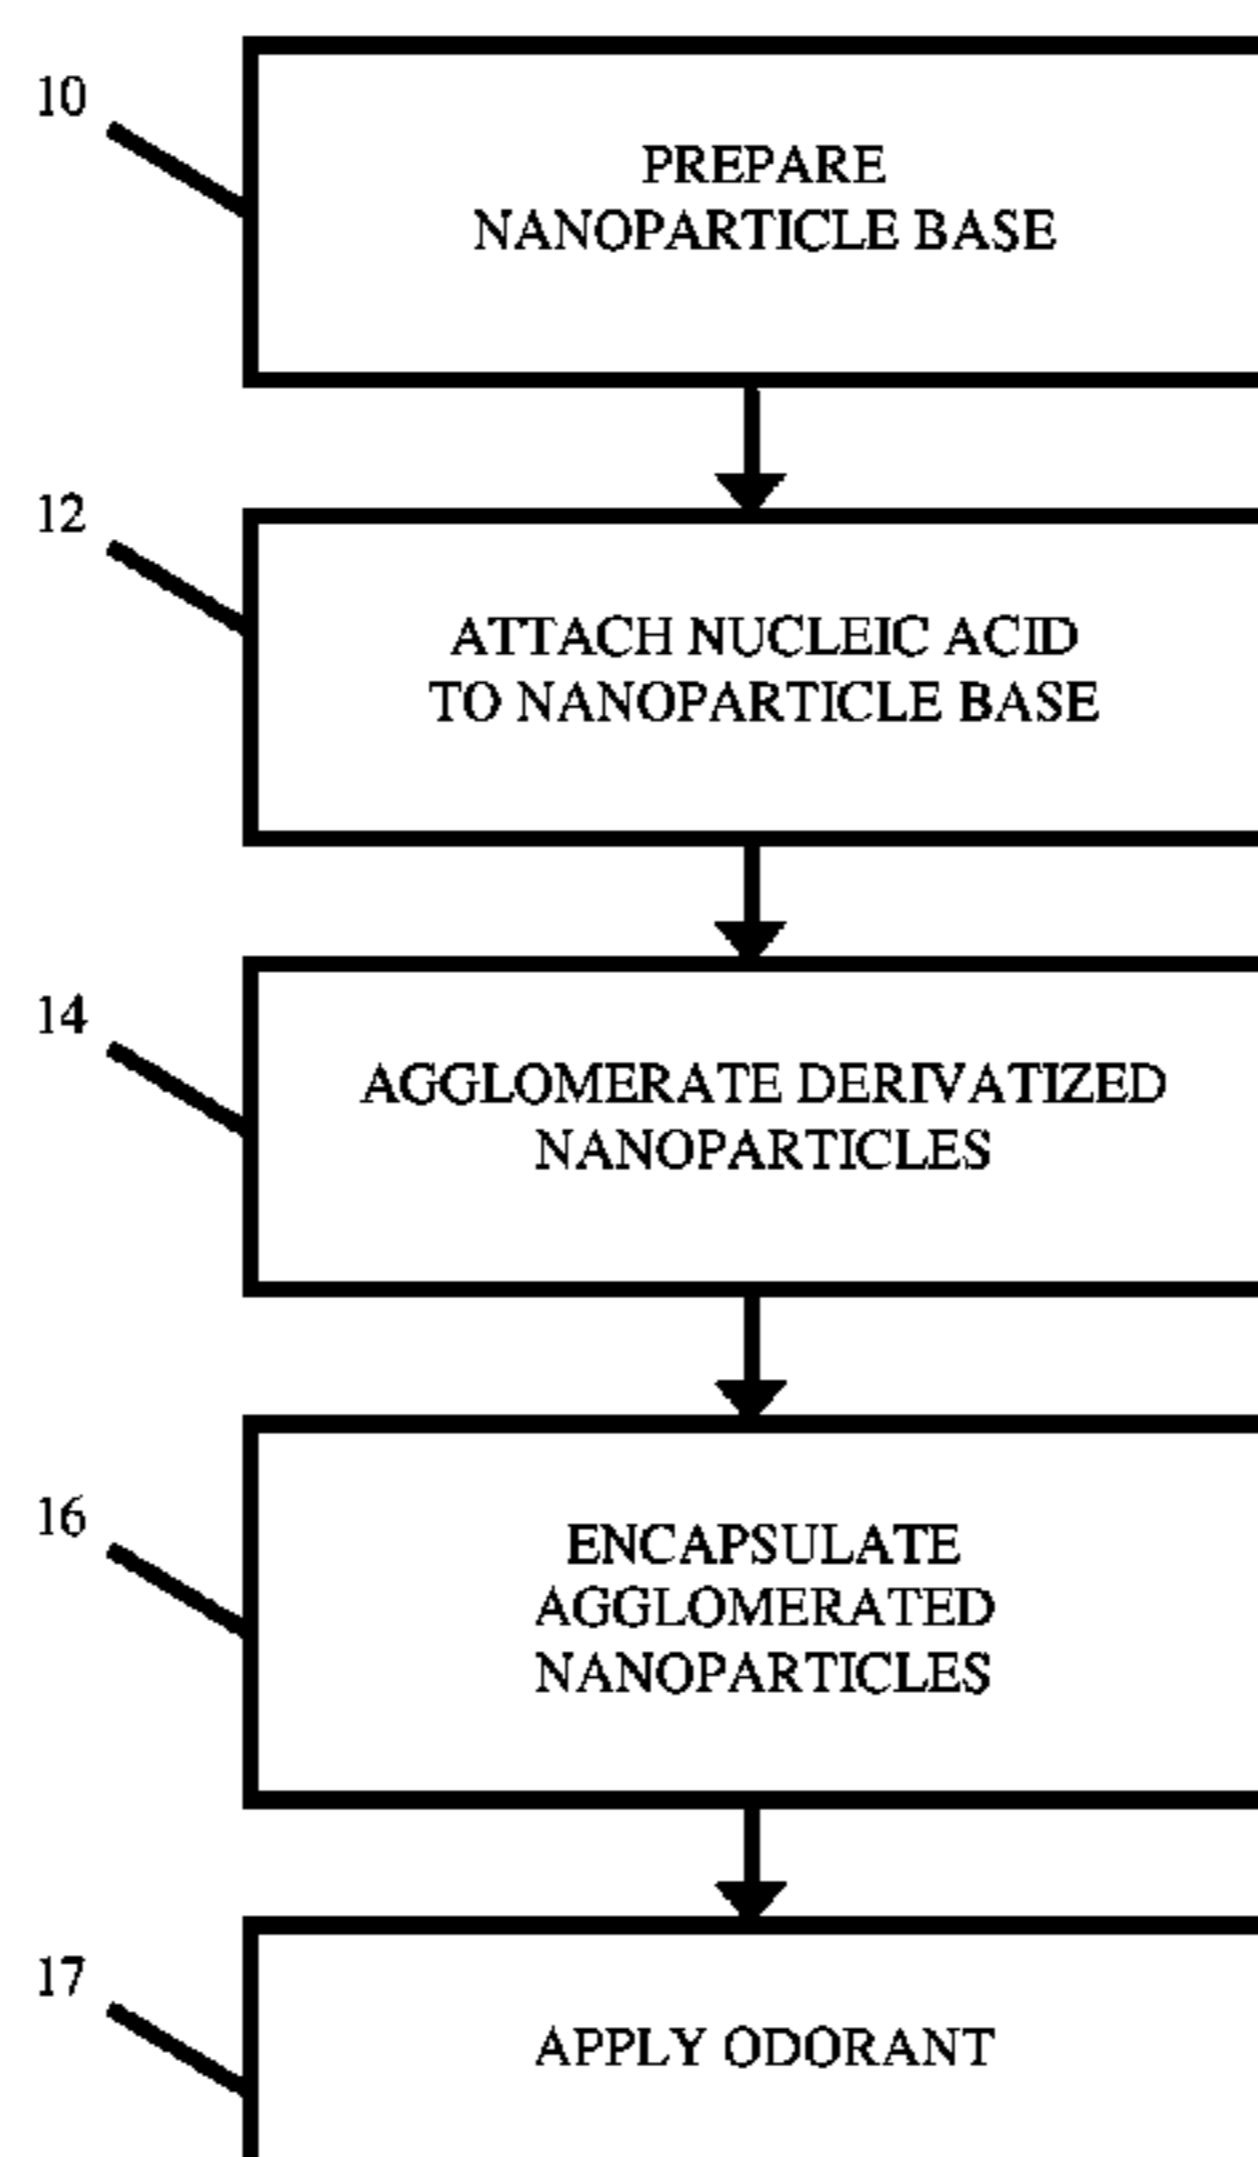 10
PREPARE
NANOPARTICLE BASE
12
ATTACH NUCLEIC ACID
TO NANOPARTICLE BASE
14
AGGLOMERATE DERIVATIZED
NANOPARTICLES
16
ENCAPSULATE
AGGLOMERATED
NANOPARTICLES
17
APPLY ODORANT